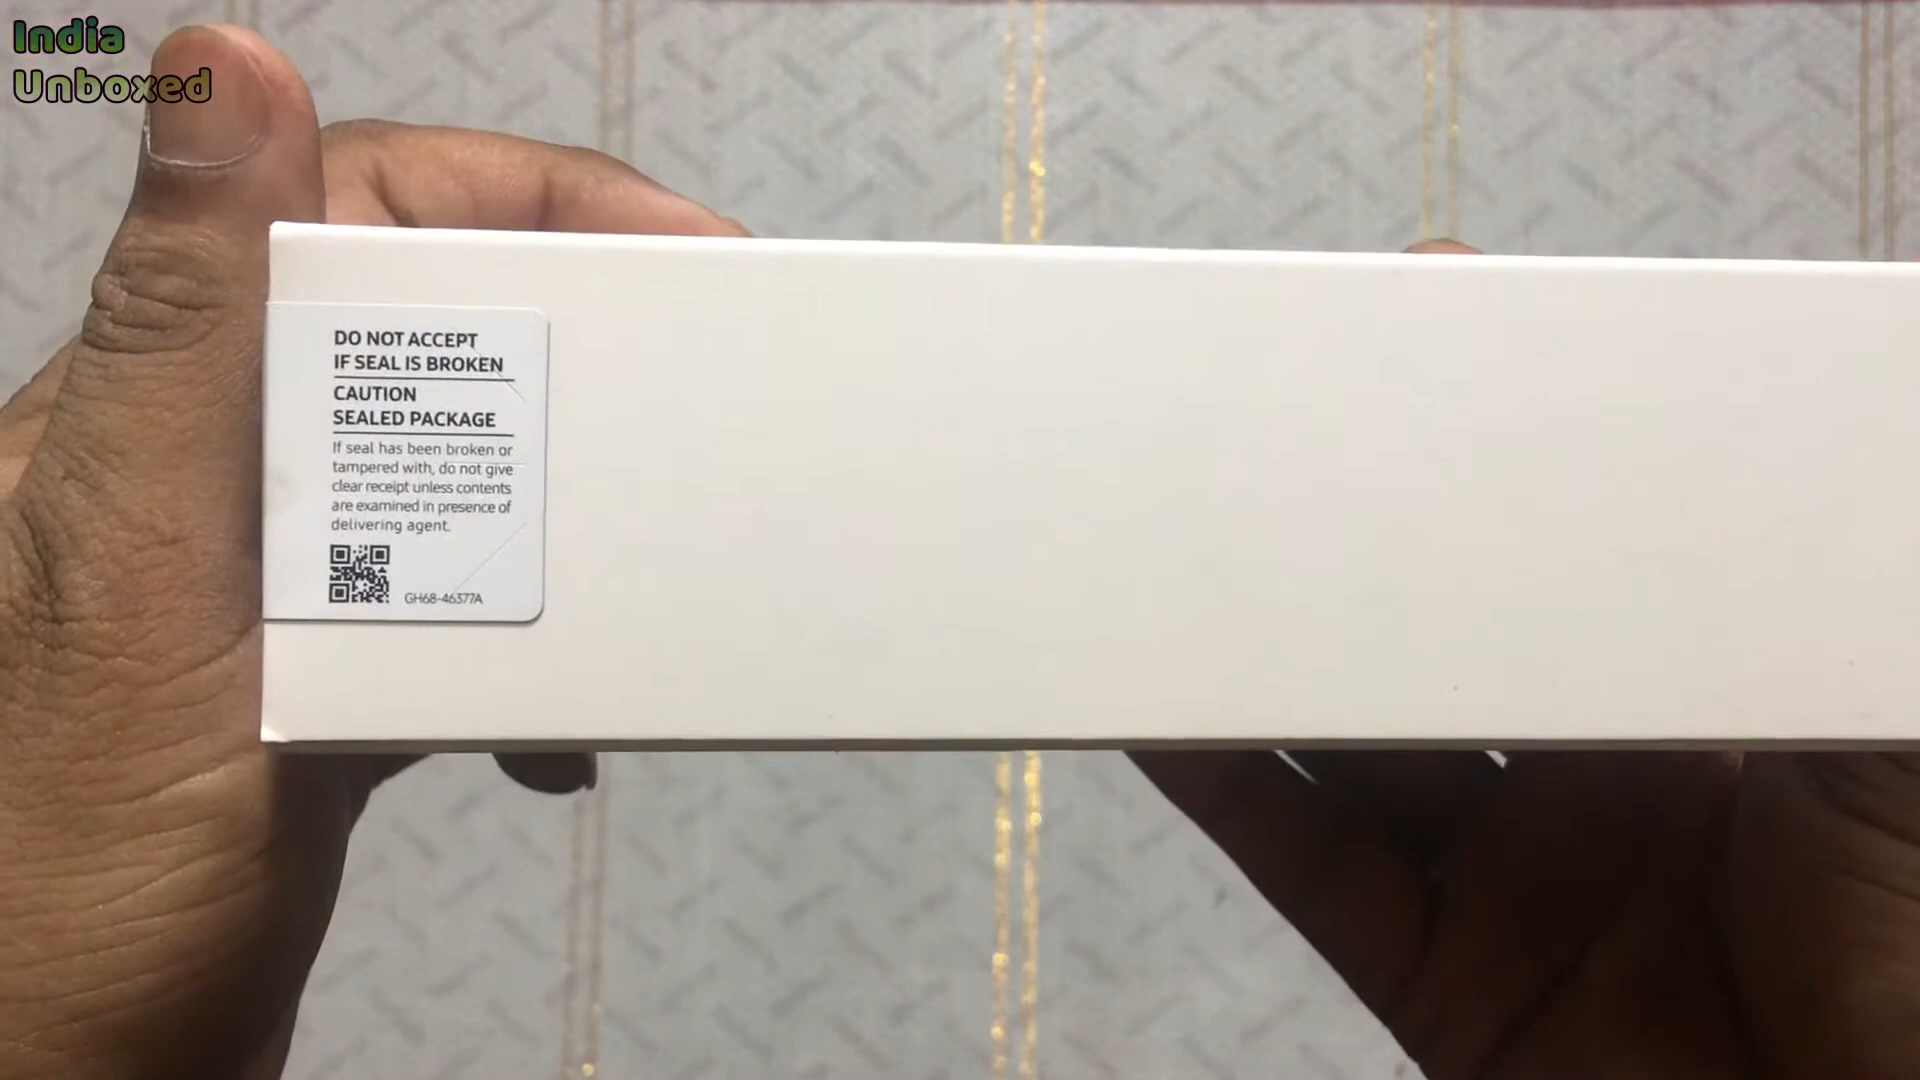 India
Unboxed
DO NOT ACCEPT
IF SEAL IS BROKEN
CAUTION
SEALED PACKAGE
If seal has been broken or
tampered with, do not give
clear receipt unless contents
are examined in presence of
delivering agent.
GH68-46377A